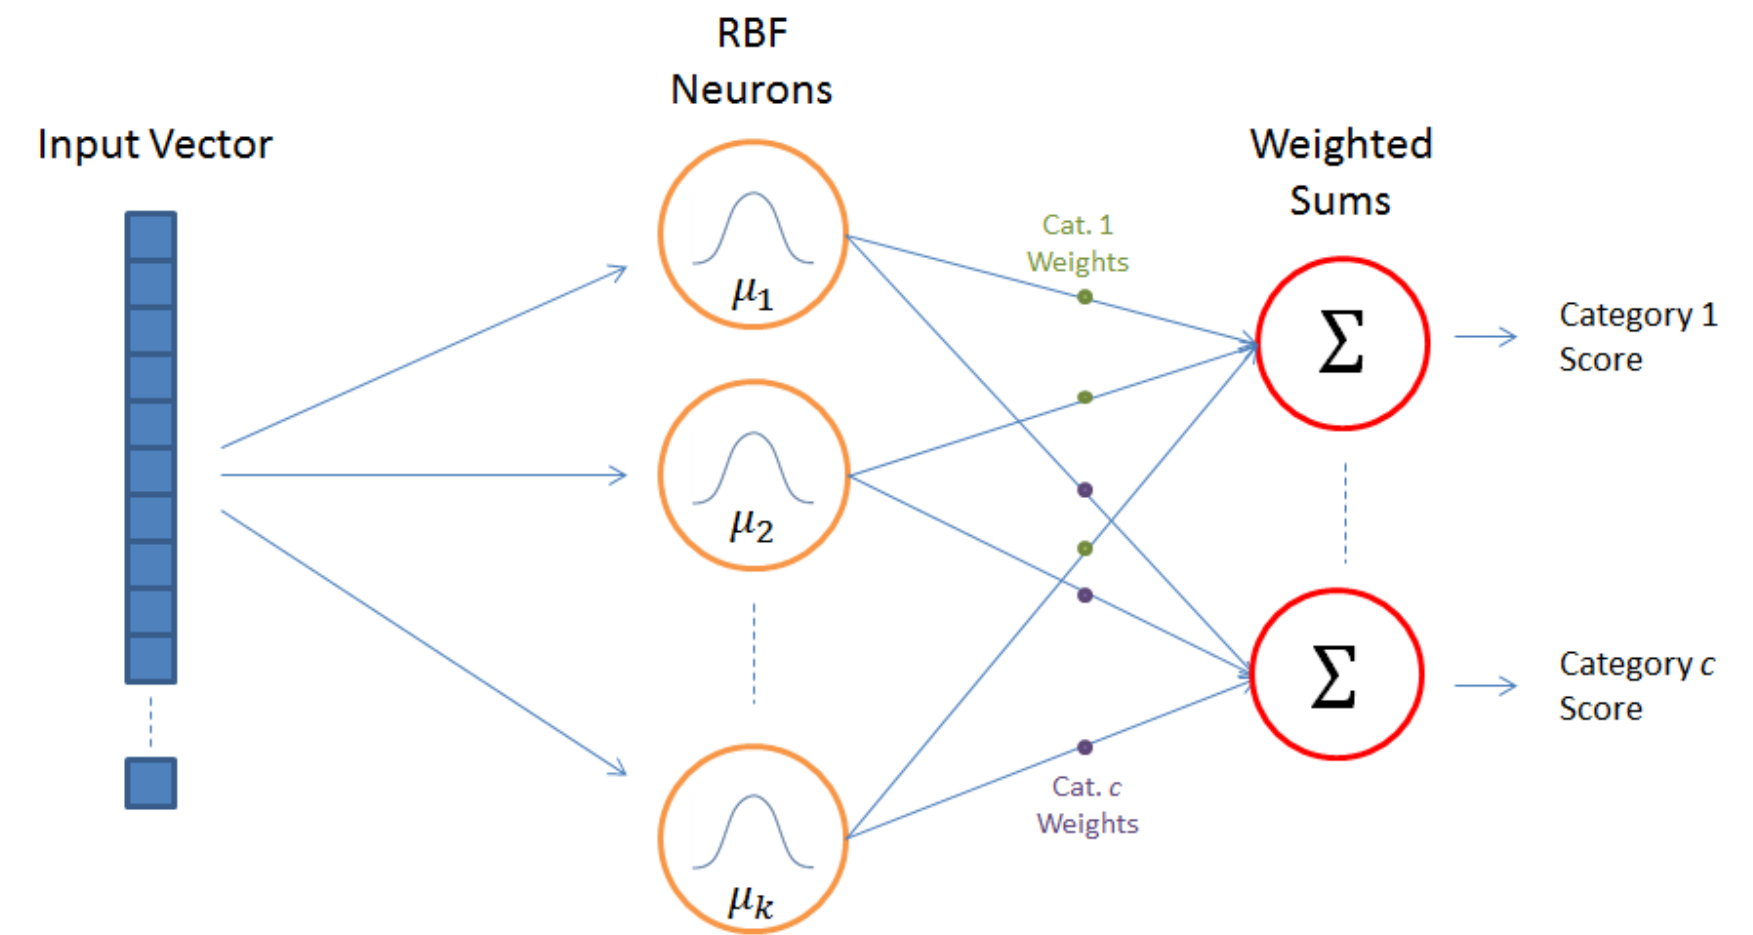 RBF
Neurons
Input Vector
Weighted
Sums
Cat. 1
Weights
μ1
Σ
Category 1
Score
μ2
Σ
Category c
Score
Cat. c
Weights
μk